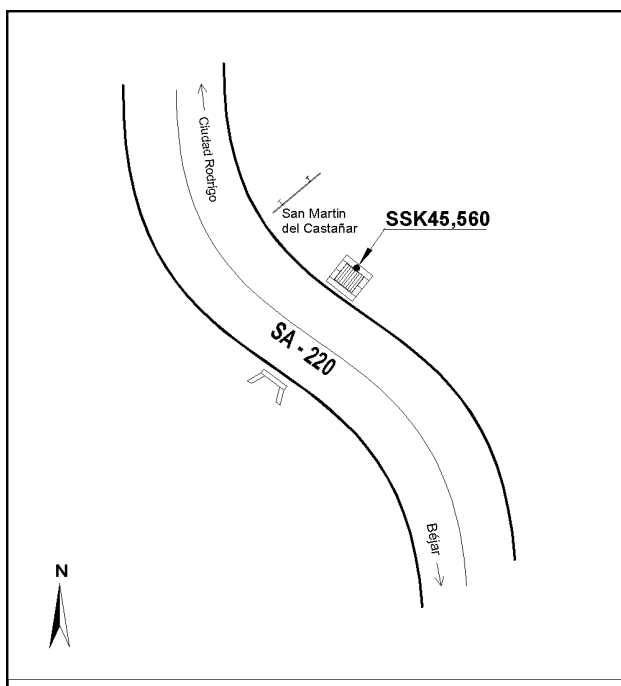 Ciudad Rodrigo
San Martin
del Castañar
SSK45,560
SA - 220
Béjar
N